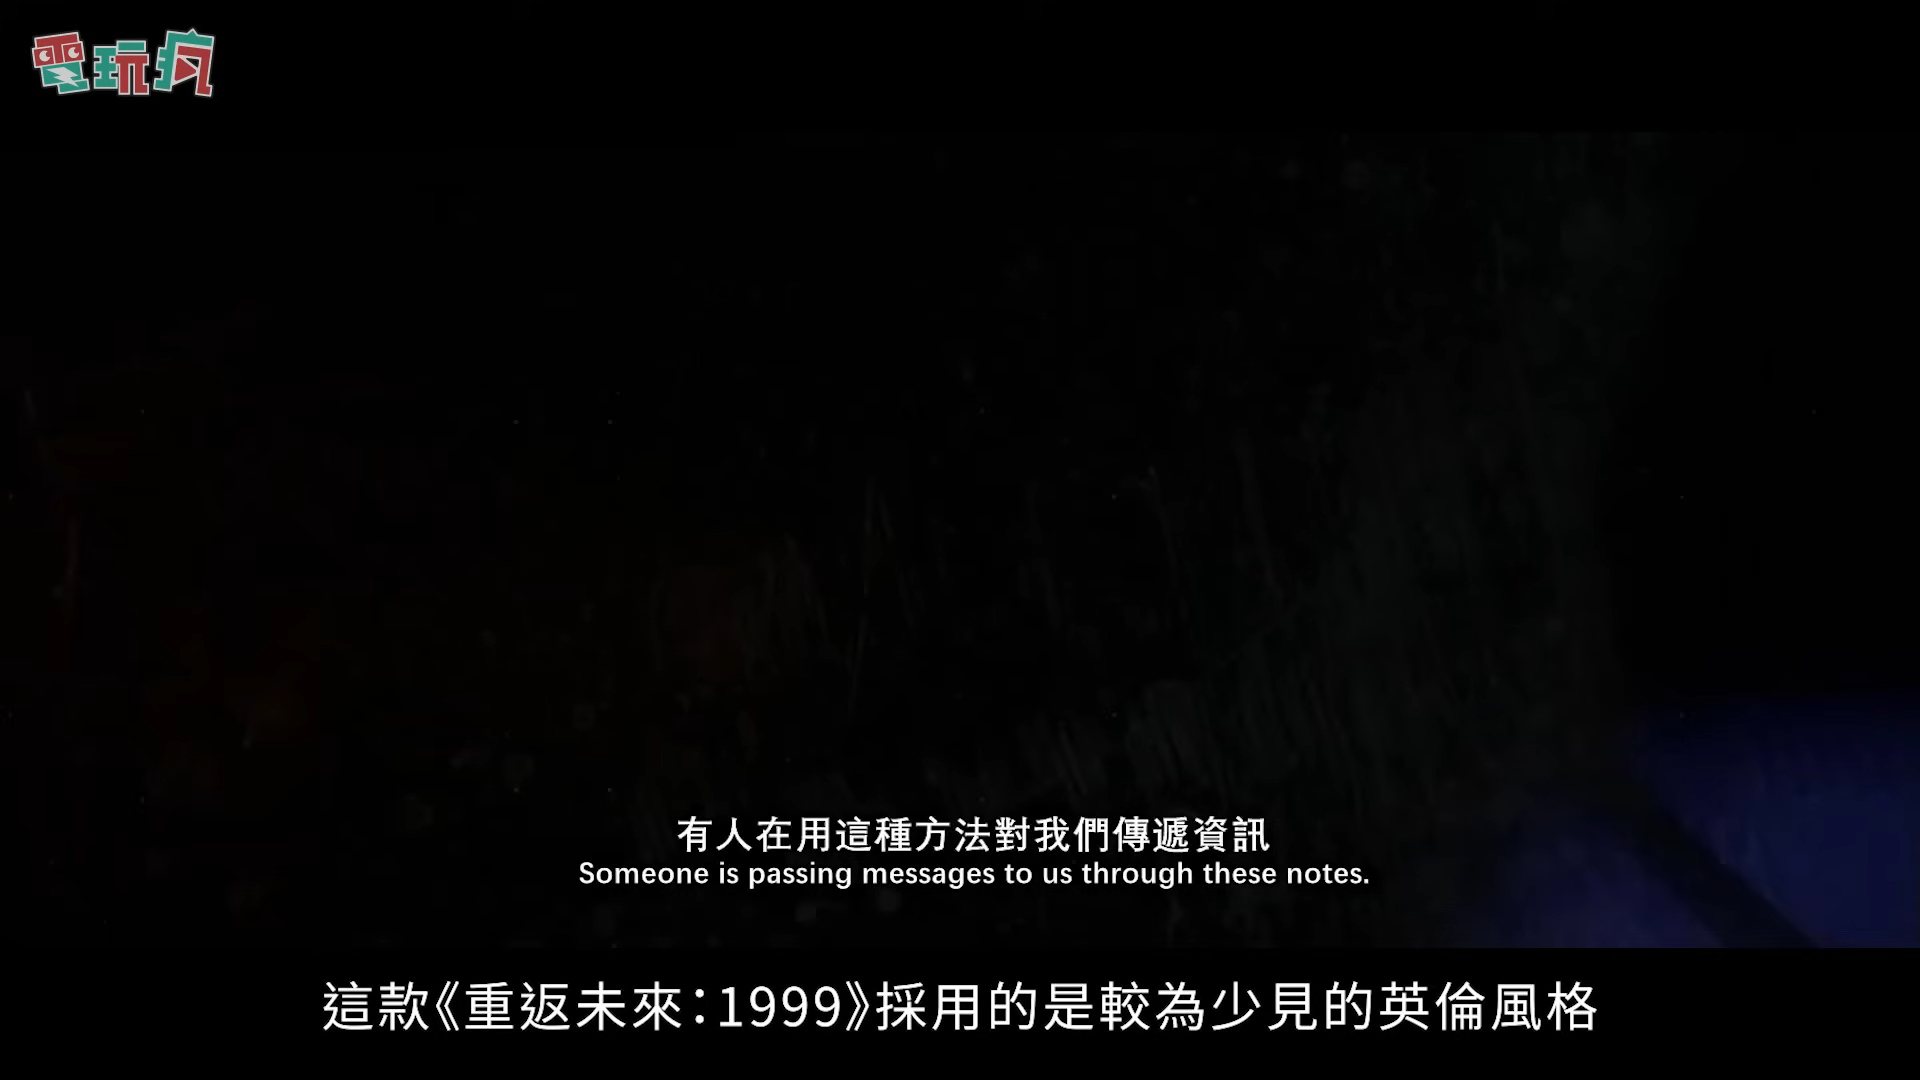 電玩瘋
有人在用這種方法對我們傳遞資訊
Someone is passing messages to us through these notes.
這款《重返未來：1999》採用的是較為少見的英倫風格